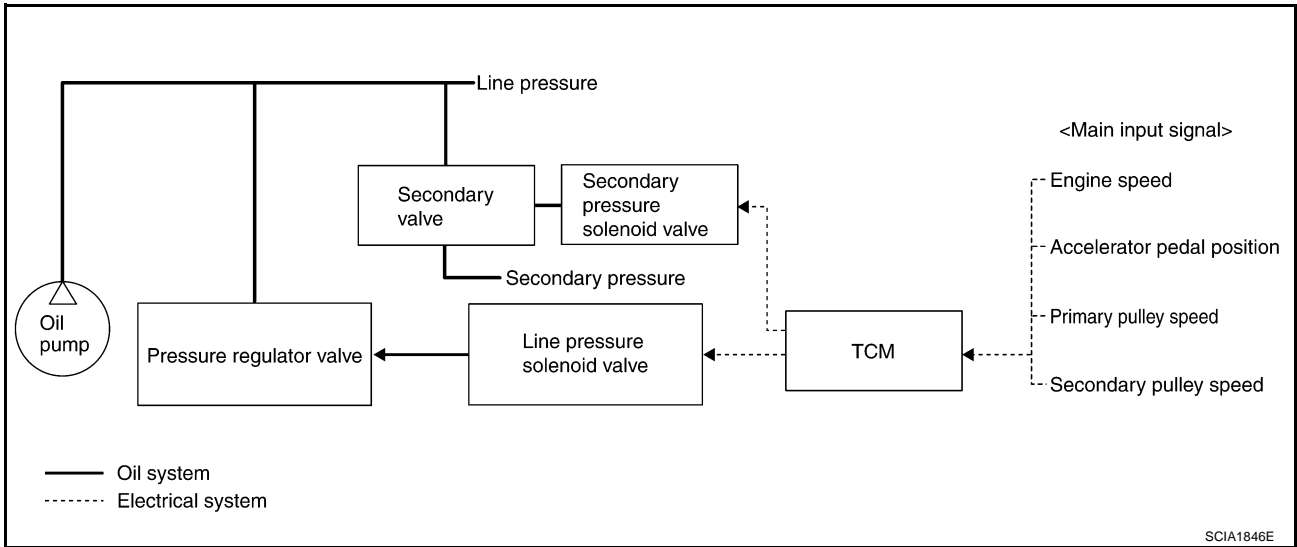 Line pressure
<Main input signal>
Secondary
valve
Secondary
pressure
solenoid valve
Engine speed
Accelerator pedal position
Secondary pressure
Oil
pump
Pressure regulator valve
Line pressure
solenoid valve
TCM
Primary pulley speed
Secondary pulley speed
Oil system
Electrical system
SCIA1846E